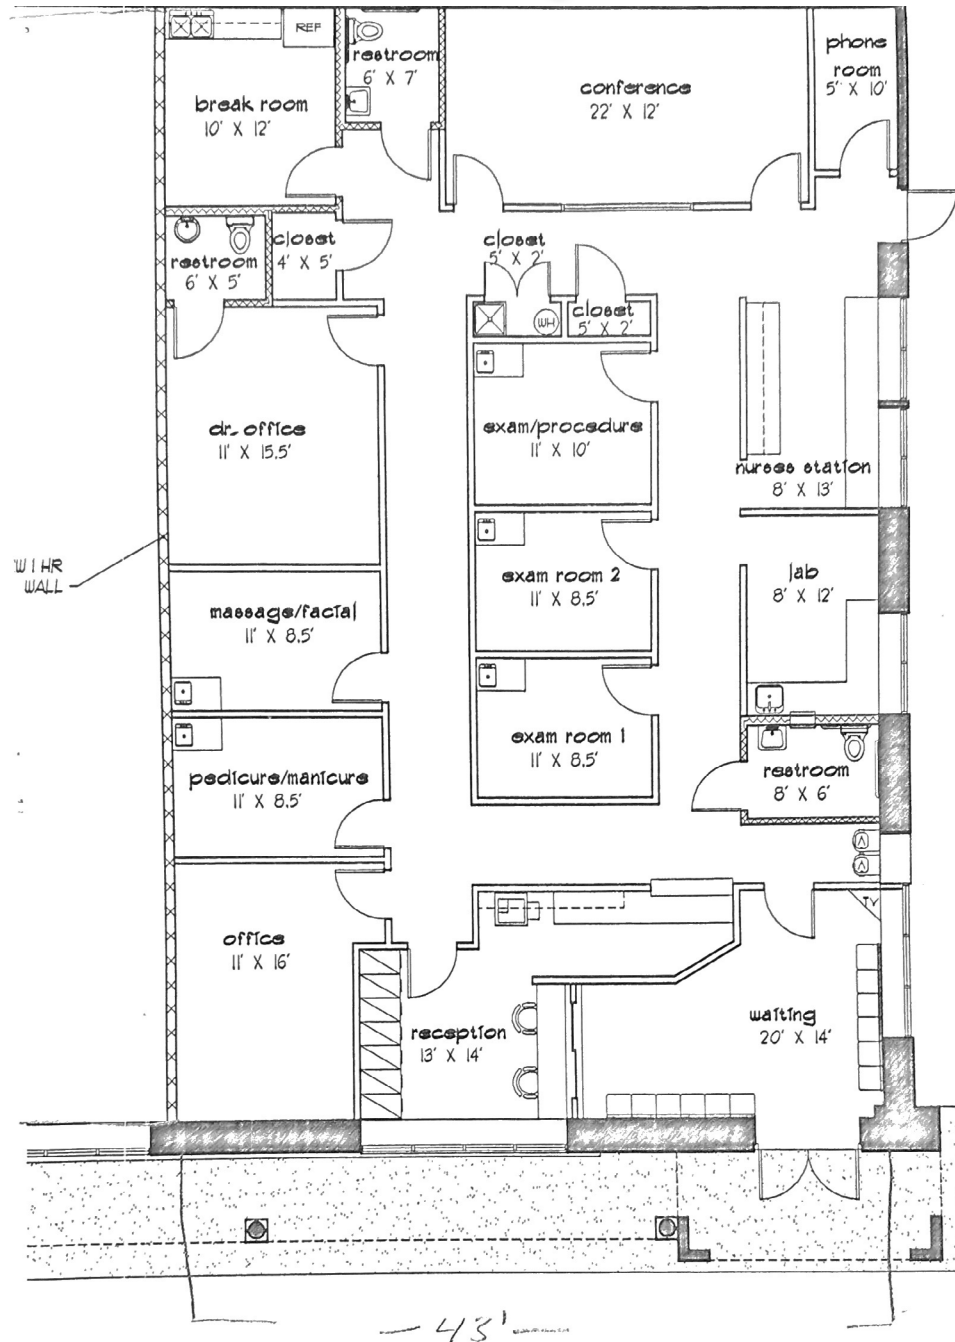 REF
restroom
6' X 7'
phone
room
5' X 10'
conference
22' X 12'
break room
10' X 12'
closet
4' X 5'
restroom
6' X 5'
closet
5' X 2'
WH
closet
5' X 2'
dr. office
11' X 15.5'
exam/procedure
11' X 10'
nurses station
8' X 13'
W 1 HR
WALL
massage/facial
11' X 8.5'
exam room 2
11' X 8.5'
lab
8' X 12'
pedicure/manicure
11' X 8.5'
exam room 1
11' X 8.5'
restroom
8' X 6'
TV
office
11' X 16'
reception
13' X 14'
waiting
20' X 14'
43'